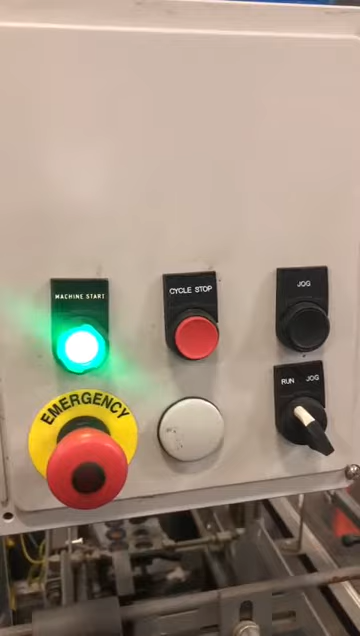 MACHINE START
CYCLE STOP
JOG
RUN JOG
EMERGENCY